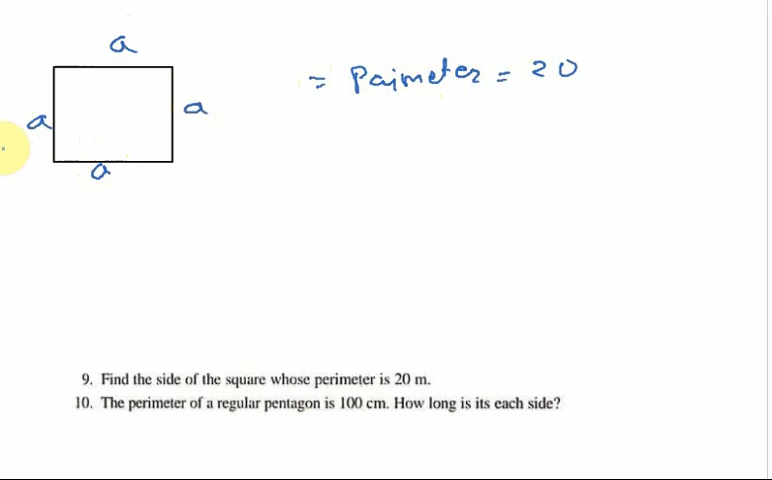 a
= Paimeter = 20
a
a
a
9. Find the side of the square whose perimeter is 20 m.
10. The perimeter of a regular pentagon is 100 cm. How long is its each side?